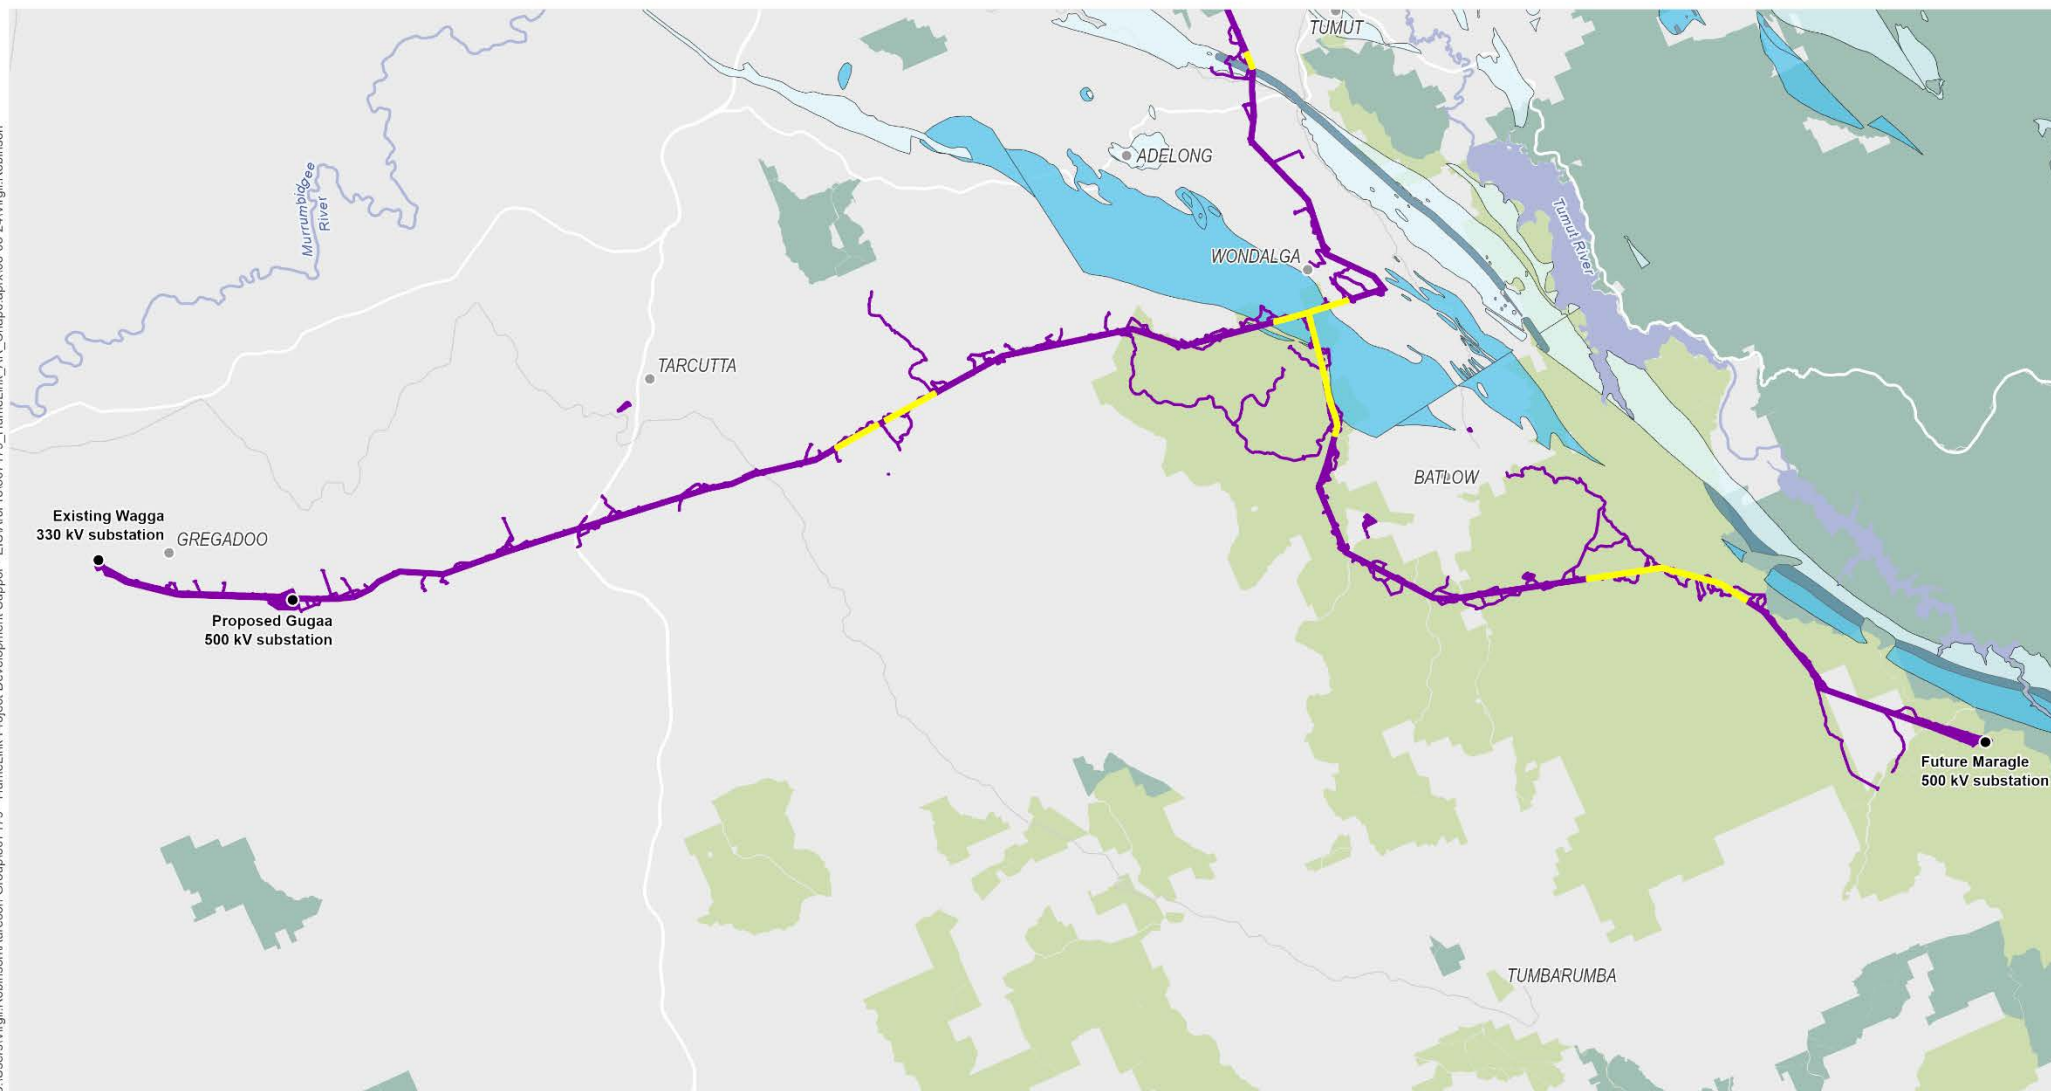 TUMUT
ADELONG
Murrumbidgee
River
Tumut River
WONDALGA
TARCUTTA
BATLOW
Existing Wagga
330 kV substation
GREGADOO
Proposed Gugaa
500 kV substation
Future Maragle
500 kV substation
TUMBARUMBA